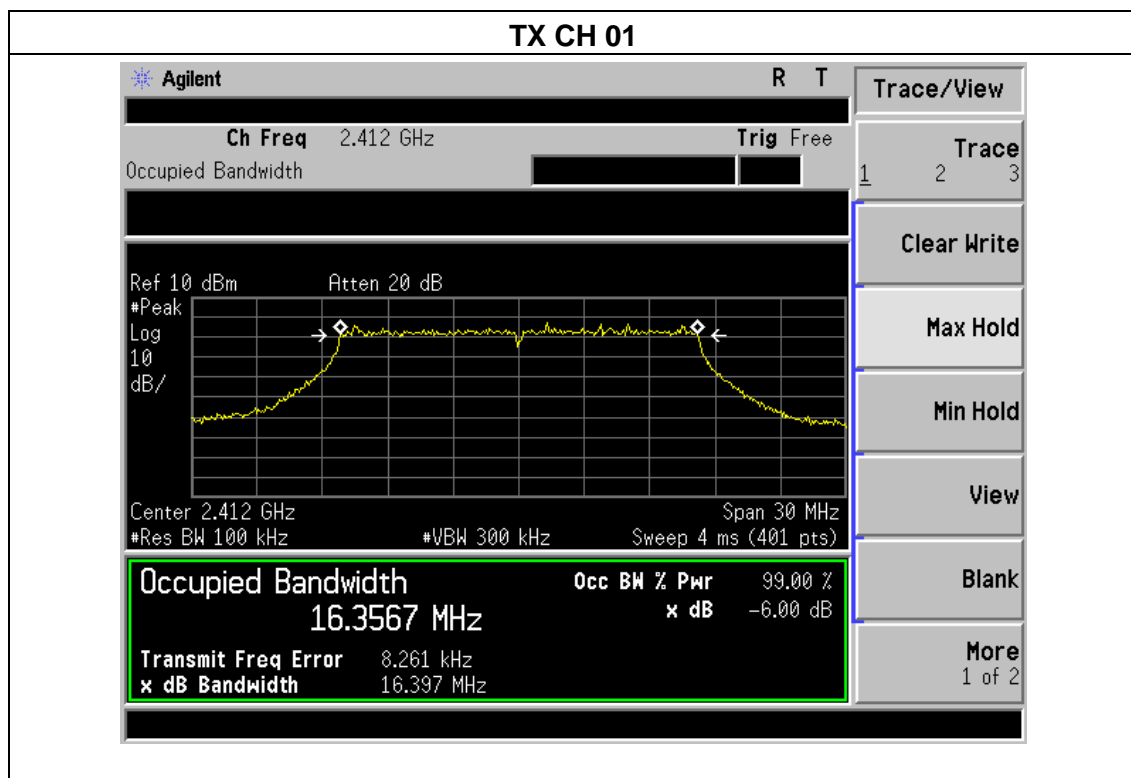 TX CH 01
Agilent R T
Trace/View
Ch Freq 2.412 GHz Trig Free
Occupied Bandwidth
Trace
1 2 3
Clear Write
Ref 10 dBm Atten 20 dB
#Peak
Log
10
dB/
Max Hold
Min Hold
View
Center 2.412 GHz Span 30 MHz
#Res BW 100 kHz #VBW 300 kHz Sweep 4 ms (401 pts)
Occupied Bandwidth Occ BW % Pwr 99.00 %
16.3567 MHz x dB -6.00 dB
Blank
Transmit Freq Error 8.261 kHz
x dB Bandwidth 16.397 MHz
More
1 of 2